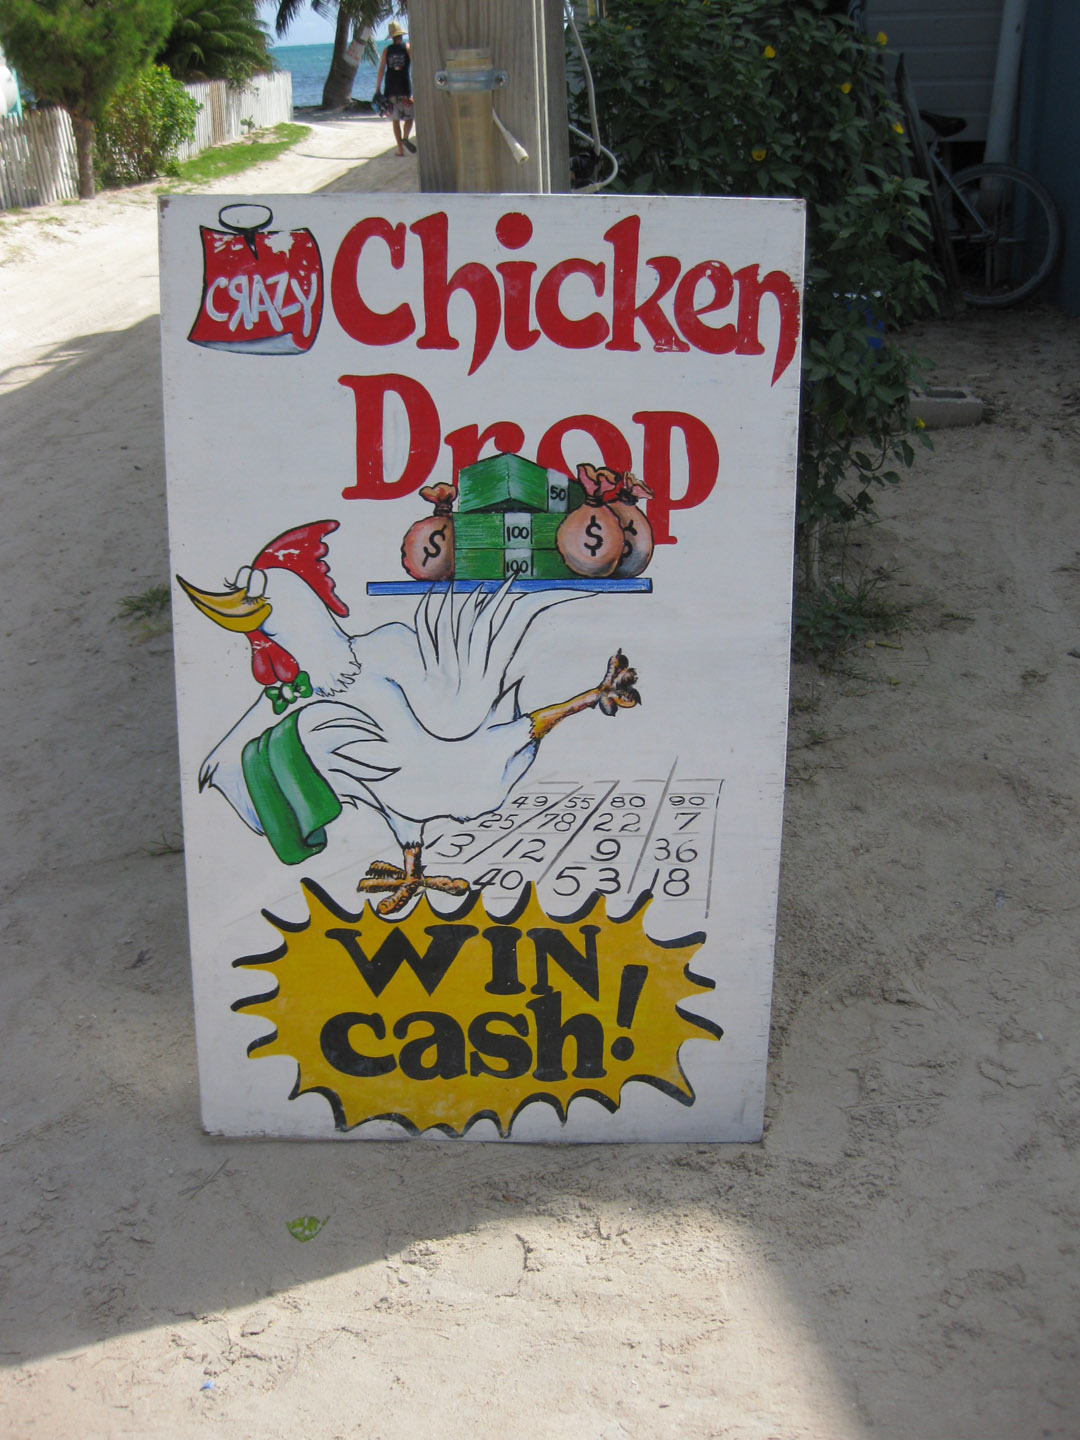 CRAZY Chicken
Drop
50
$ 100 $ $
100
49 55 80 90
25 78 22 7
13 12 9 36
40 53 18
WIN
cash!